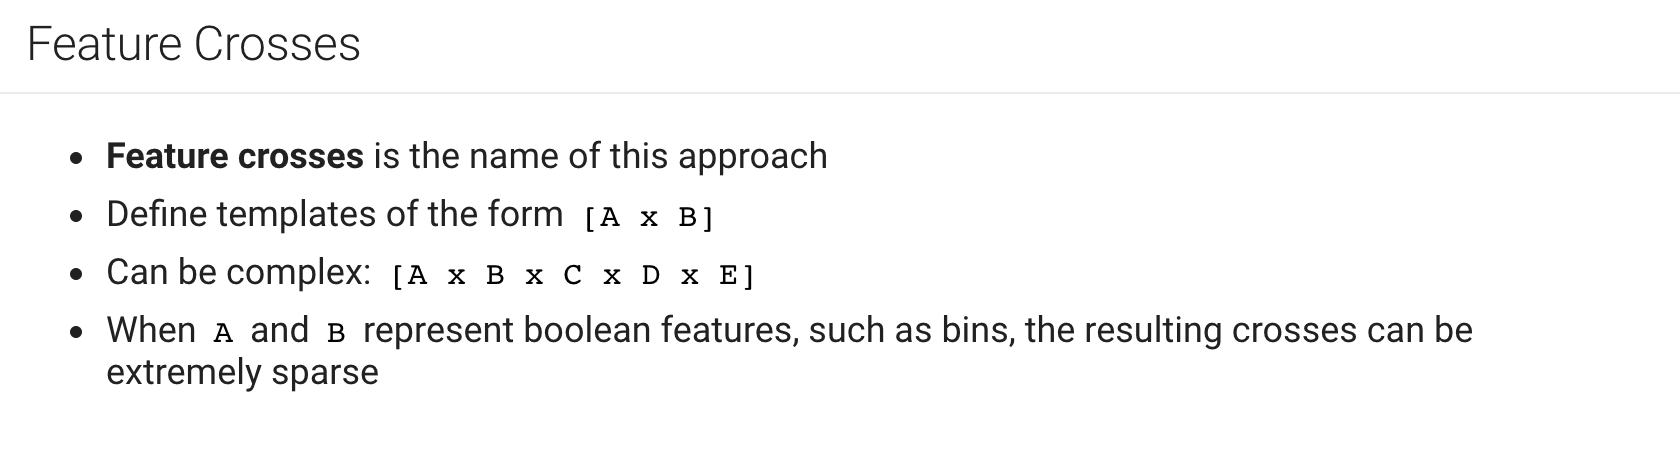 Feature Crosses
• Feature crosses is the name of this approach
• Define templates of the form [A x B]
• Can be complex: [A x B x C x D x E]
• When A and B represent boolean features, such as bins, the resulting crosses can be
extremely sparse